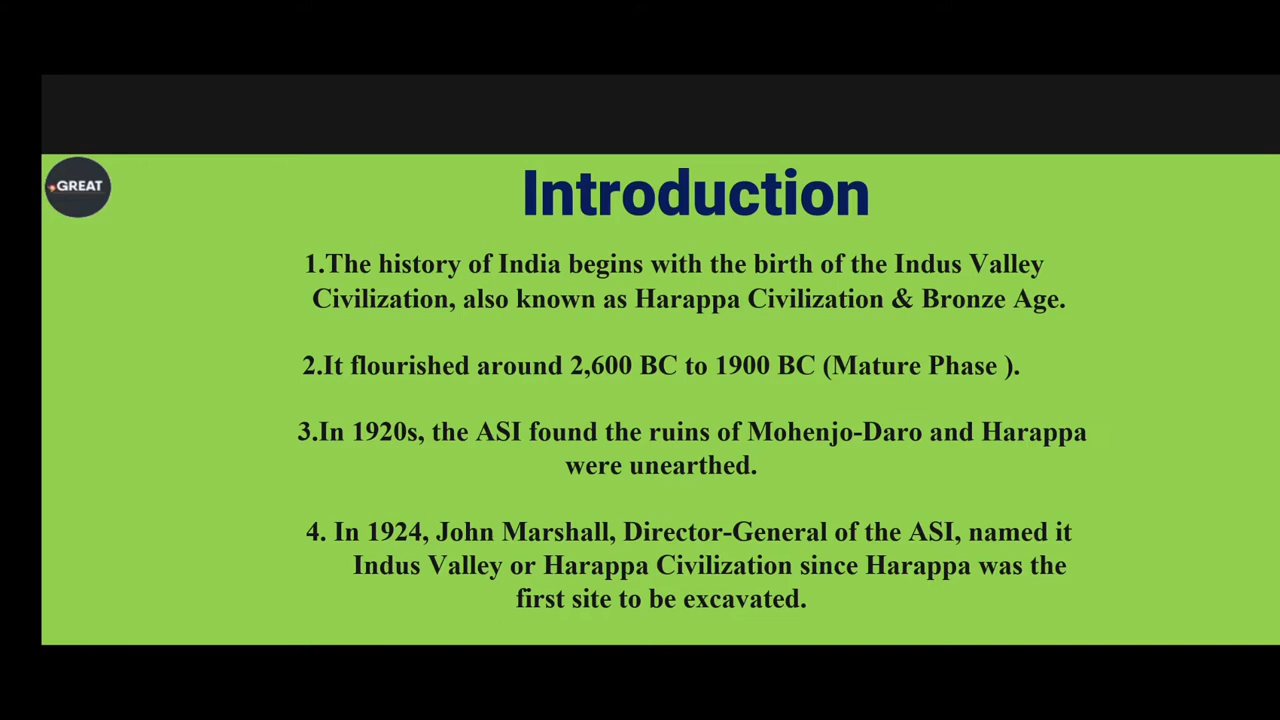 GREAT
Introduction
1.The history of India begins with the birth of the Indus Valley
Civilization, also known as Harappa Civilization & Bronze Age.
2.It flourished around 2,600 BC to 1900 BC (Mature Phase ).
3.In 1920s, the ASI found the ruins of Mohenjo-Daro and Harappa
were unearthed.
4. In 1924, John Marshall, Director-General of the ASI, named it
Indus Valley or Harappa Civilization since Harappa was the
first site to be excavated.